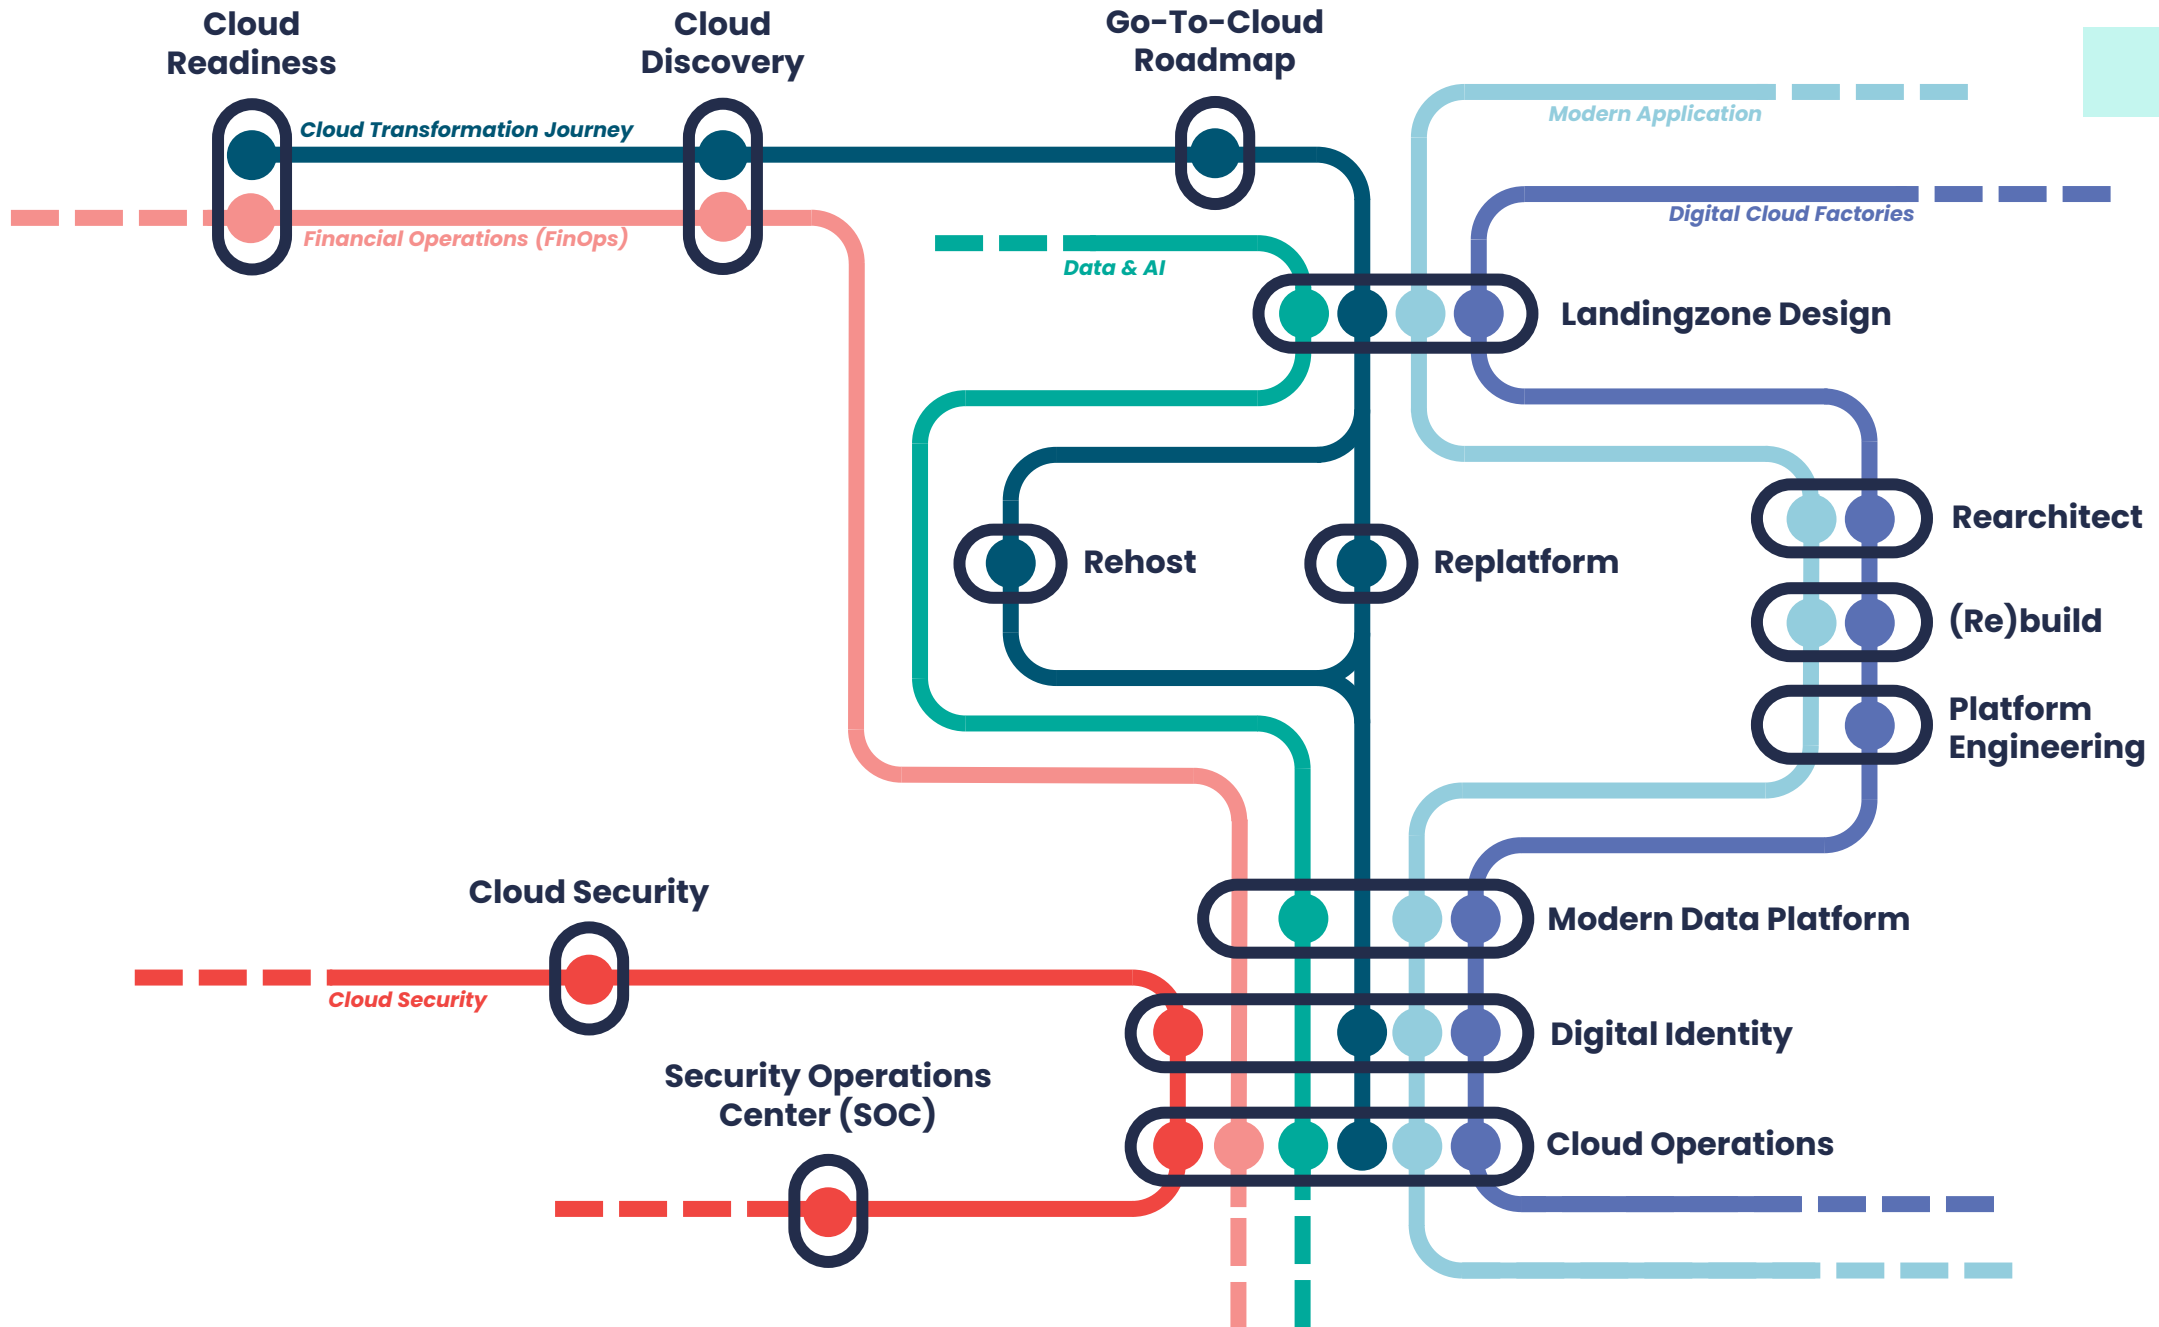 Cloud
Readiness
Cloud
Discovery
Go-To-Cloud
Roadmap
Cloud Transformation Journey
Financial Operations (FinOps)
Modern Application
Digital Cloud Factories
Data & AI
Landingzone Design
Rearchitect
Rehost
Replatform
(Re)build
Platform
Engineering
Cloud Security
Modern Data Platform
Cloud Security
Digital Identity
Security Operations
Center (SOC)
Cloud Operations